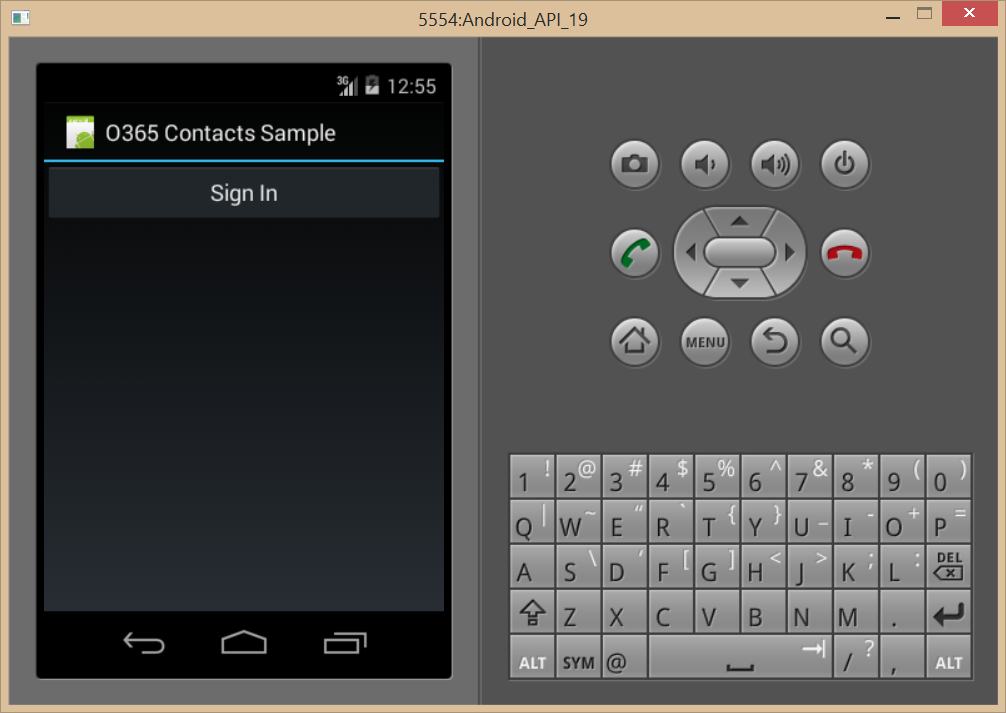 5554:Android_API_19
3G 12:55
O365 Contacts Sample
Sign In
MENU
1 ! 2 @ 3 # 4 $ 5 % 6 ^ 7 & 8 * 9 ( 0 )
Q | W ~ E “ R ` T { Y } U _ I - O + P =
A S \ D ‘ F [ G ] H < J > K ; L : DEL
Z X C V B N M .
ALT SYM @ / ? , ALT